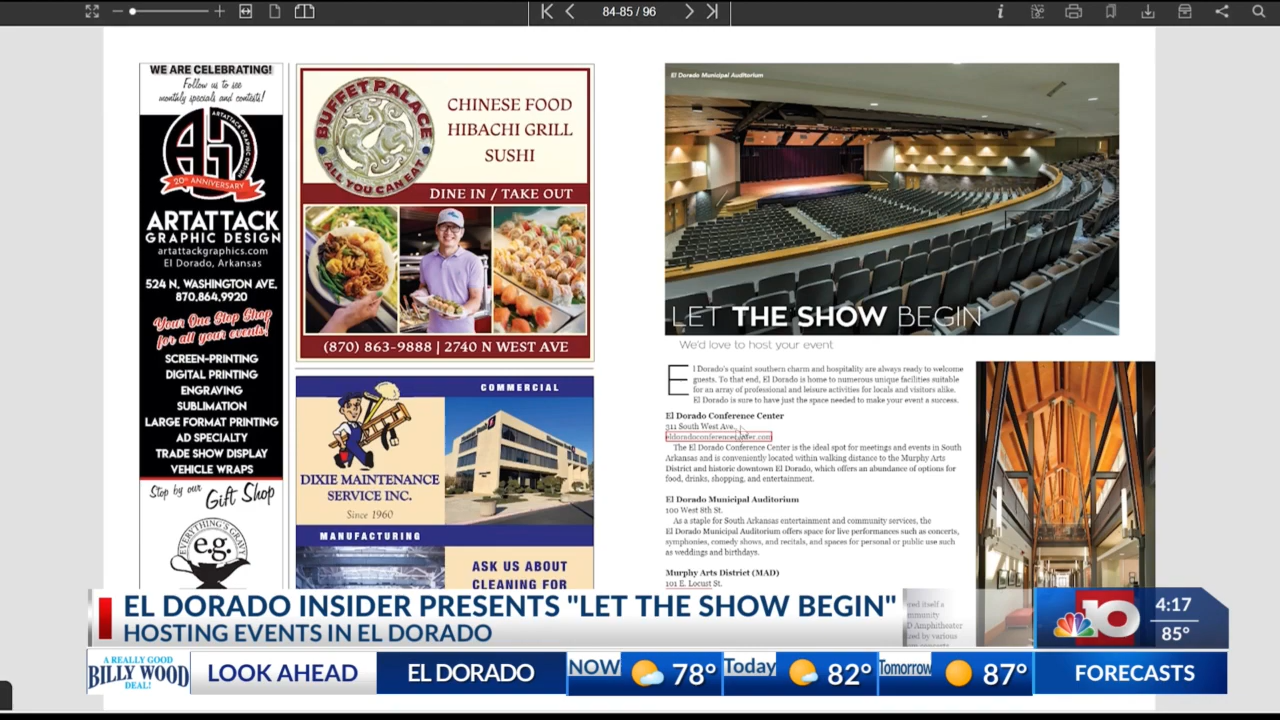 84-85 / 96
WE ARE CELEBRATING!
Follow us to see
monthly specials and contests!
ARTATTACK GRAPHIC DESIGN
20TH ANNIVERSARY
ARTATTACK
GRAPHIC DESIGN
artattackgraphics.com
El Dorado, Arkansas
524 N. WASHINGTON AVE.
870.864.9920
Your One Stop Shop
for all your events!
SCREEN-PRINTING
DIGITAL PRINTING
ENGRAVING
SUBLIMATION
LARGE FORMAT PRINTING
AD SPECIALTY
TRADE SHOW DISPLAY
VEHICLE WRAPS
Stop by our
Gift Shop
e.g.
BUFFET PALACE
ALL YOU CAN EAT
CHINESE FOOD
HIBACHI GRILL
SUSHI
DINE IN / TAKE OUT
(870) 863-9888 | 2740 N WEST AVE
COMMERCIAL
DIXIE MAINTENANCE
SERVICE INC.
Since 1960
MANUFACTURING
ASK US ABOUT
CLEANING FOR
El Dorado Municipal Auditorium
LET THE SHOW BEGIN
We'd love to host your event
El Dorado's quaint southern charm and hospitality are always ready to welcome
guests. To that end, El Dorado is home to numerous unique facilities suitable
for an array of professional and leisure activities for locals and visitors alike.
El Dorado is sure to have just the space needed to make your event a success.
El Dorado Conference Center
311 South West Ave.
eldoradoconferencecenter.com
The El Dorado Conference Center is the ideal spot for meetings and events in South
Arkansas and is conveniently located within walking distance to the Murphy Arts
District and historic downtown El Dorado, which offers an abundance of options for
food, drinks, shopping, and entertainment.
El Dorado Municipal Auditorium
100 West 8th St.
As a staple for South Arkansas entertainment and community services, the
El Dorado Municipal Auditorium offers space for live performances such as concerts,
symphonies, comedy shows, and recitals, and spaces for personal or public use such
as weddings and birthdays.
Murphy Arts District (MAD)
101 E. Locust St.
red itself a
mmunity
D Amphitheater
zed by various
EL DORADO INSIDER PRESENTS "LET THE SHOW BEGIN"
HOSTING EVENTS IN EL DORADO
10
4:17
85°
A REALLY GOOD
BILLY WOOD
DEAL!
LOOK AHEAD
EL DORADO
NOW 78°
Today 82°
Tomorrow 87°
FORECASTS